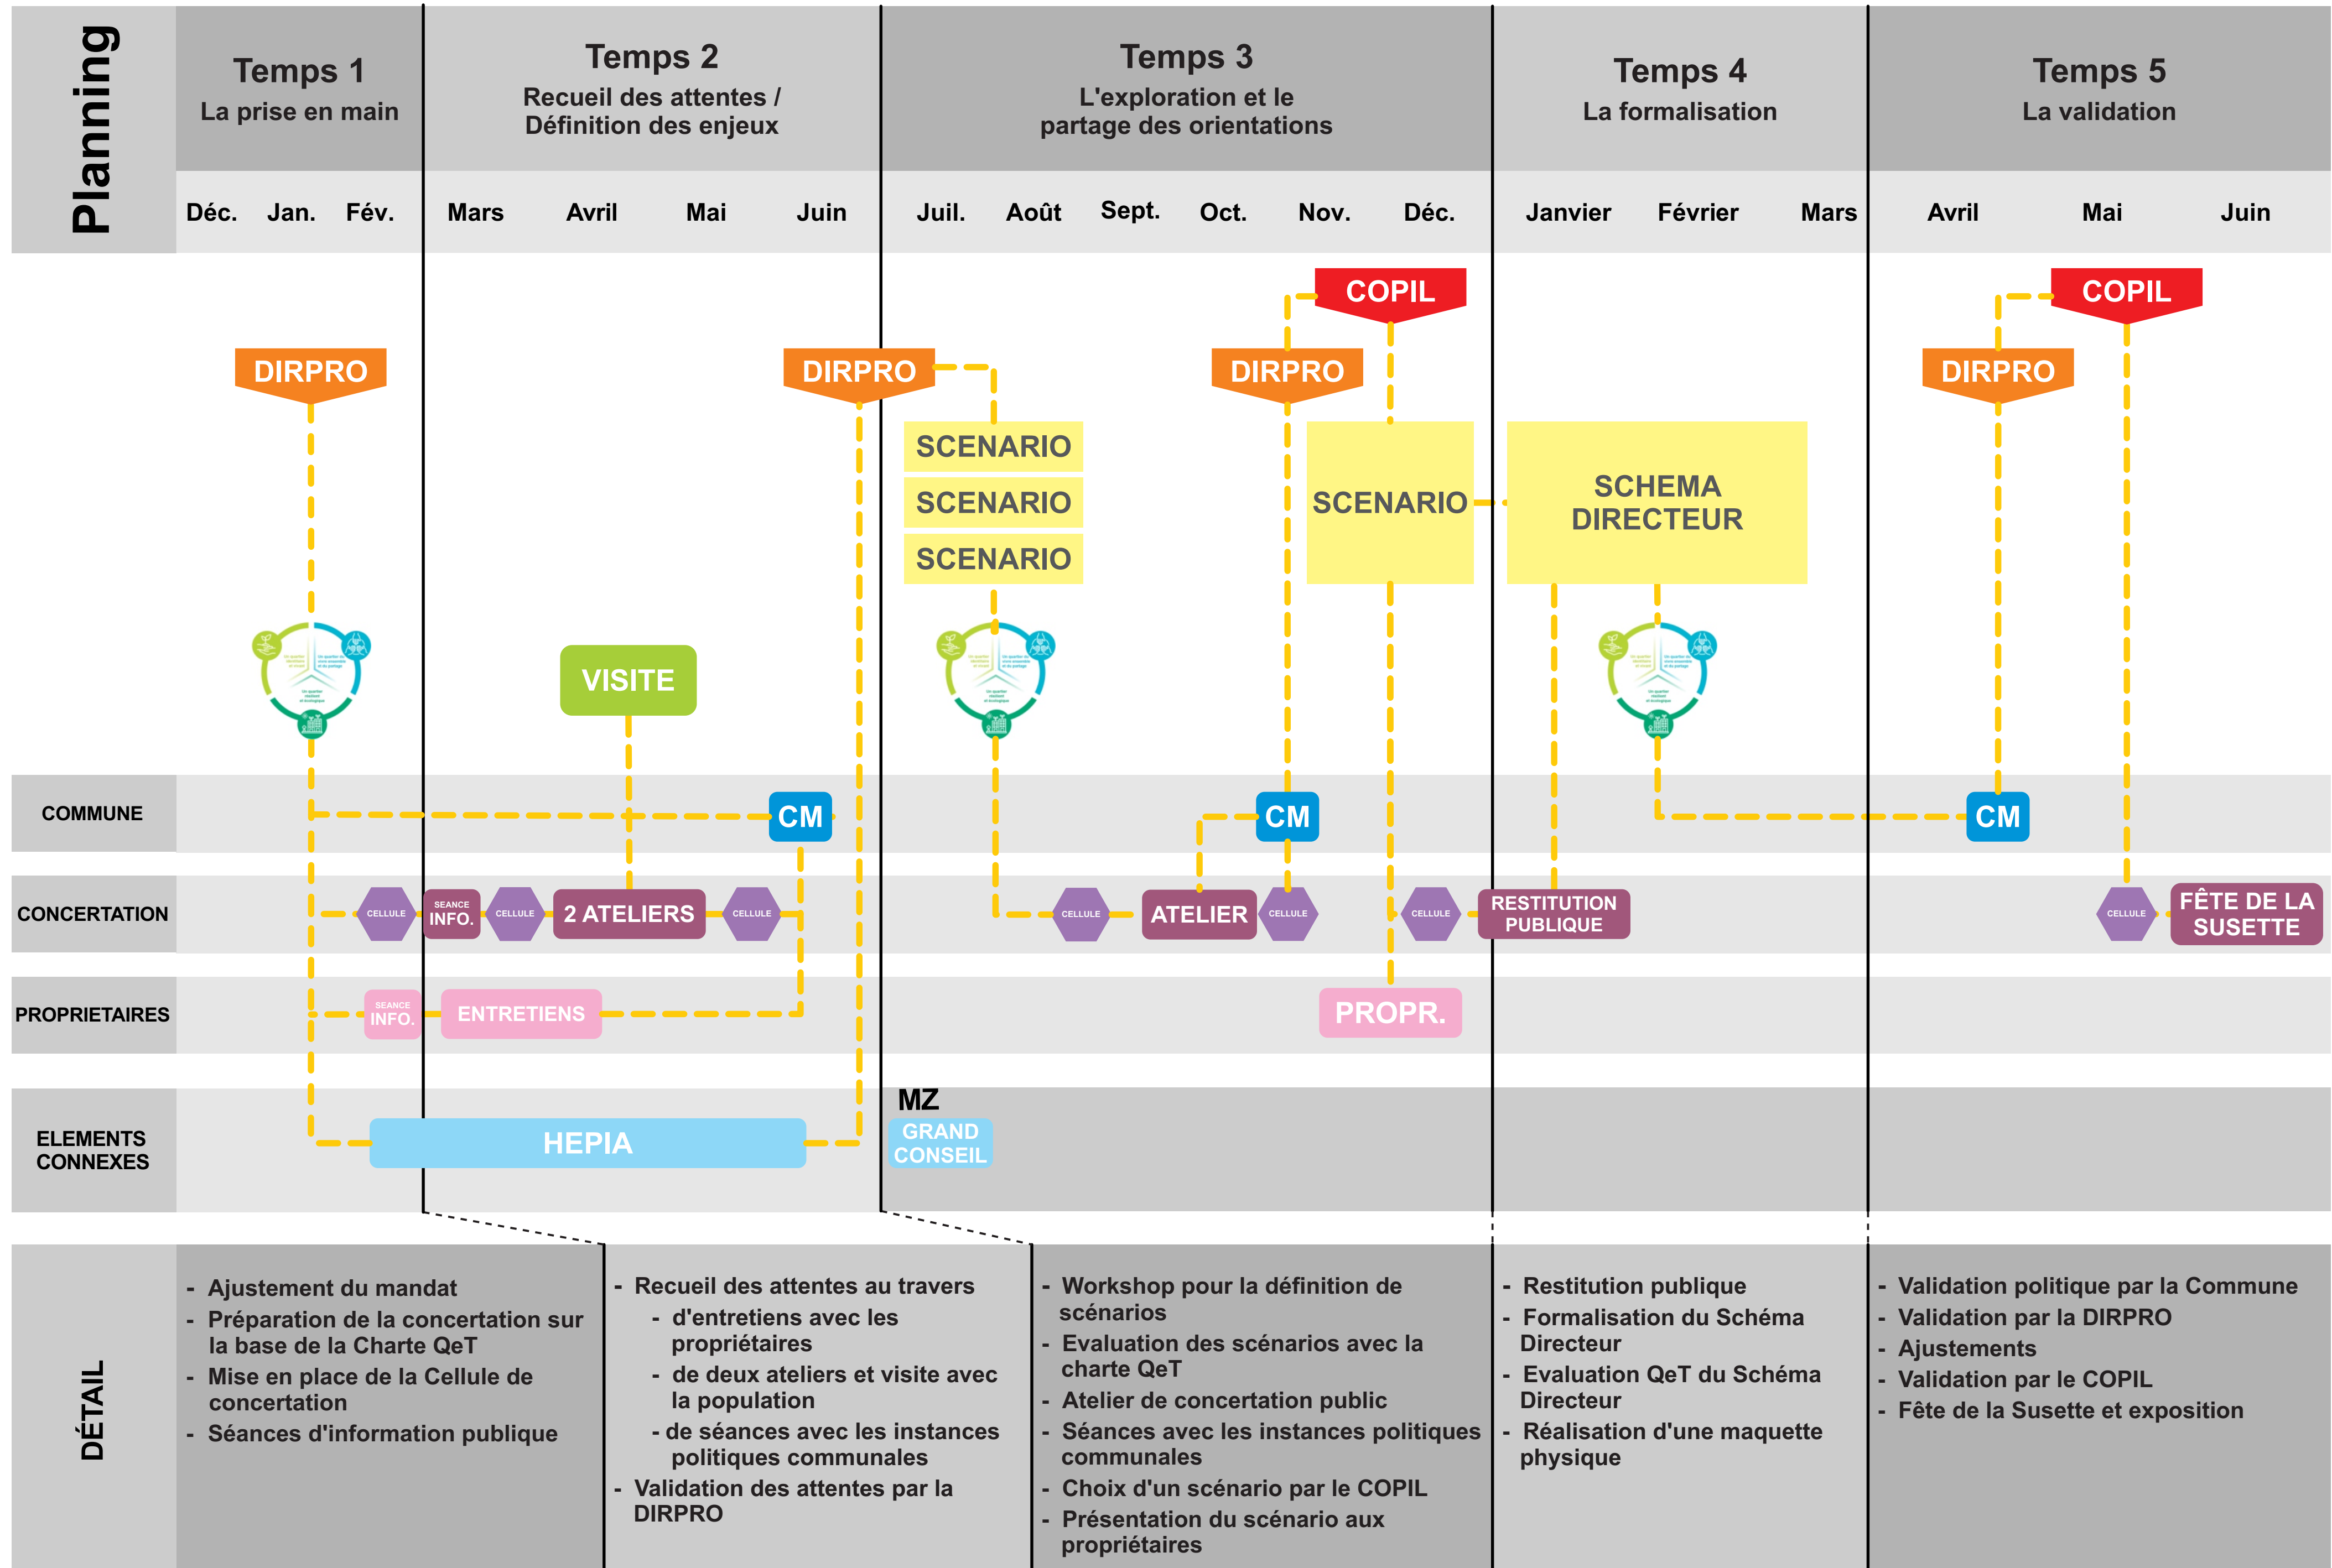 Planning
Temps 1
La prise en main
Temps 2
Recueil des attentes /
Définition des enjeux
Temps 3
L'exploration et le
partage des orientations
Temps 4
La formalisation
Temps 5
La validation
Déc. Jan. Fév. Mars Avril Mai Juin Juil. Août Sept. Oct. Nov. Déc. Janvier Février Mars Avril Mai Juin
COPIL COPIL
DIRPRO DIRPRO DIRPRO DIRPRO
SCENARIO
SCENARIO
SCENARIO
SCENARIO
SCHEMA
DIRECTEUR
VISITE
COMMUNE
CM CM CM
CONCERTATION
CELLULE
SEANCE
INFO.
CELLULE
2 ATELIERS
CELLULE
CELLULE
ATELIER
CELLULE
CELLULE
RESTITUTION
PUBLIQUE
CELLULE
FÊTE DE LA
SUSETTE
PROPRIETAIRES
SEANCE
INFO.
ENTRETIENS
PROPR.
ELEMENTS
CONNEXES
HEPIA
MZ
GRAND
CONSEIL
DÉTAIL
- Ajustement du mandat
- Préparation de la concertation sur
la base de la Charte QeT
- Mise en place de la Cellule de
concertation
- Séances d'information publique
- Recueil des attentes au travers
- d'entretiens avec les
propriétaires
- de deux ateliers et visite avec
la population
- de séances avec les instances
politiques communales
- Validation des attentes par la
DIRPRO
- Workshop pour la définition de
scénarios
- Evaluation des scénarios avec la
charte QeT
- Atelier de concertation public
- Séances avec les instances politiques
communales
- Choix d'un scénario par le COPIL
- Présentation du scénario aux
propriétaires
- Restitution publique
- Formalisation du Schéma
Directeur
- Evaluation QeT du Schéma
Directeur
- Réalisation d'une maquette
physique
- Validation politique par la Commune
- Validation par la DIRPRO
- Ajustements
- Validation par le COPIL
- Fête de la Susette et exposition